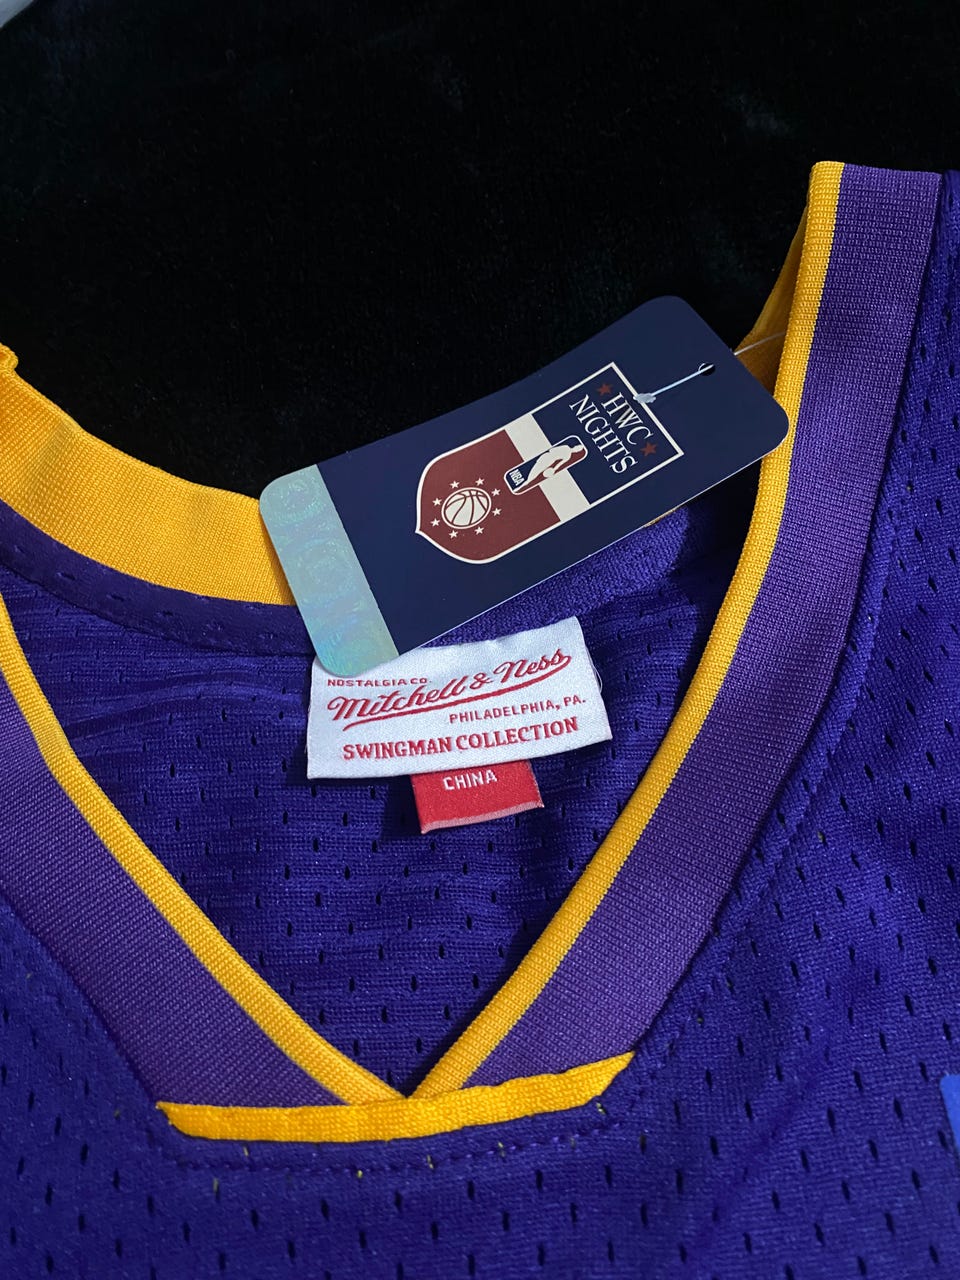 HWC
NIGHTS
NBA
NOSTALGIA CO.
Mitchell & Ness
PHILADELPHIA, PA.
SWINGMAN COLLECTION
CHINA